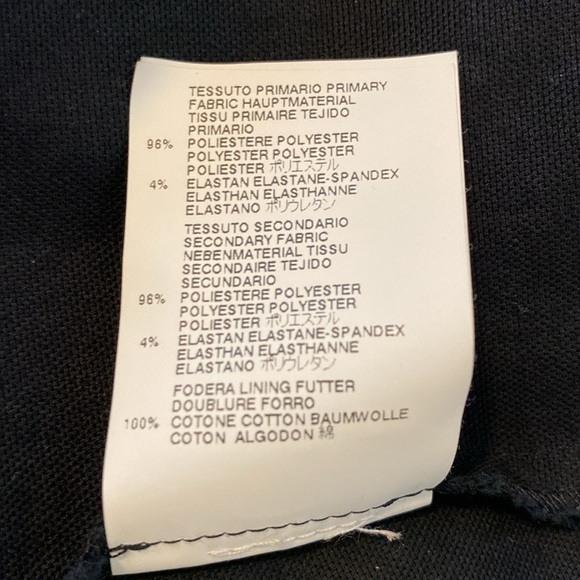 TESSUTO PRIMARIO PRIMARY
FABRIC HAUPTMATERIAL
TISSU PRIMAIRE TEJIDO
PRIMARIO
96% POLIESTERE POLYESTER
POLYESTER POLYESTER
POLIESTER ポリエステル
4% ELASTAN ELASTANE-SPANDEX
ELASTHAN ELASTHANNE
ELASTANO ポリウレタン
TESSUTO SECONDARIO
SECONDARY FABRIC
NEBENMATERIAL TISSU
SECONDAIRE TEJIDO
SECUNDARIO
96% POLIESTERE POLYESTER
POLYESTER POLYESTER
POLIESTER ポリエステル
4% ELASTAN ELASTANE-SPANDEX
ELASTHAN ELASTHANNE
ELASTANO ポリウレタン
FODERA LINING FUTTER
DOUBLURE FORRO
100% COTONE COTTON BAUMWOLLE
COTON ALGODON 綿